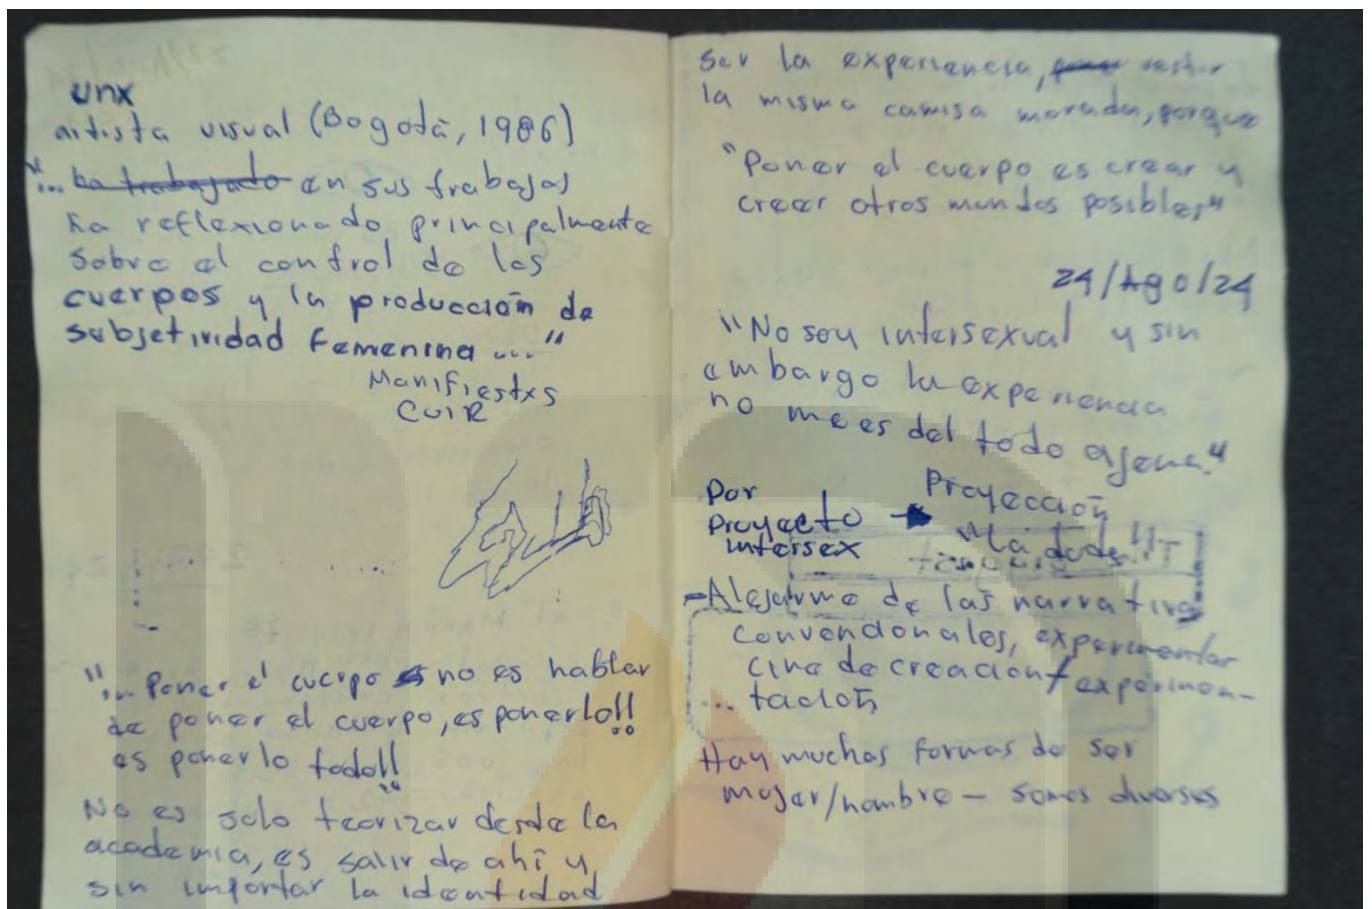 unx
artista visual (Bogotá, 1986)
"... ha trabajado en sus trabajos
ha reflexionado principalmente
sobre el control de los
cuerpos y la producción de
subjetividad femenina ..."
Manifiestxs
CUIR
"... Poner el cuerpo es no es hablar
de poner el cuerpo, es ponerlo!!
es ponerlo todo!!
No es solo teorizar desde la
academia, es salir de ahí y
sin importar la identidad
ser la experiencia, vestir
la misma camisa morada, porque
"Poner el cuerpo es crear y
creer otros mundos posibles"
24/Ago/24
"No soy intersexual y sin
embargo la experiencia
no me es del todo ajena."
Por
Proyecto
intersex
→ Proyección
"La duda"
- Alejarme de las narrativas
convencionales, experimentar
cine de creación/experimen-
... tación
Hay muchas formas de ser
mujer/hombre - somos diversxs